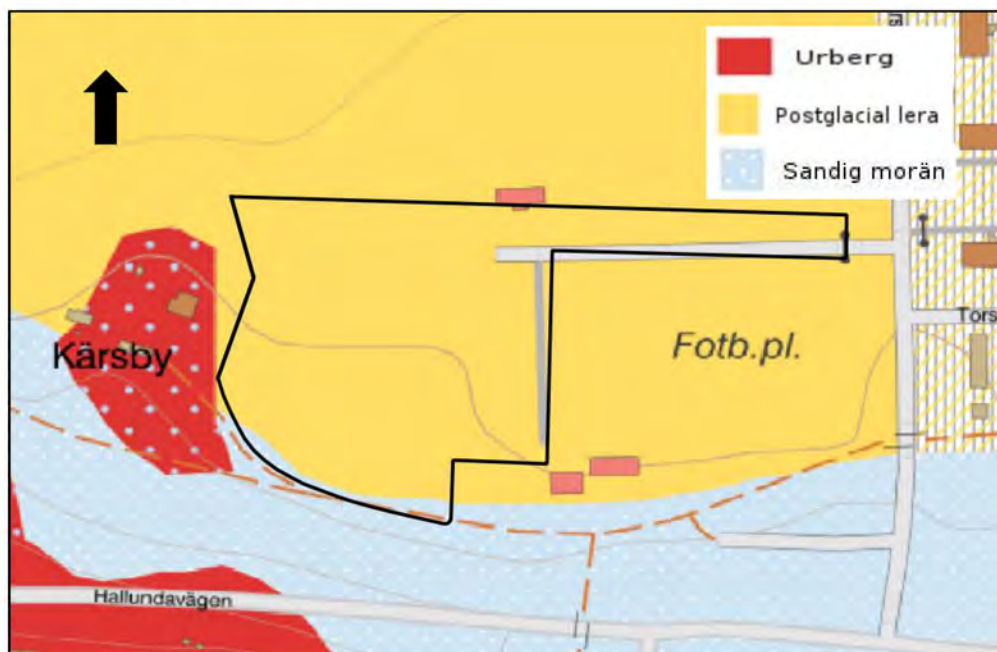 Urberg
Postglacial lera
Sandig morän
Tors
Kärsby
Fotb.pl.
Hallundavägen